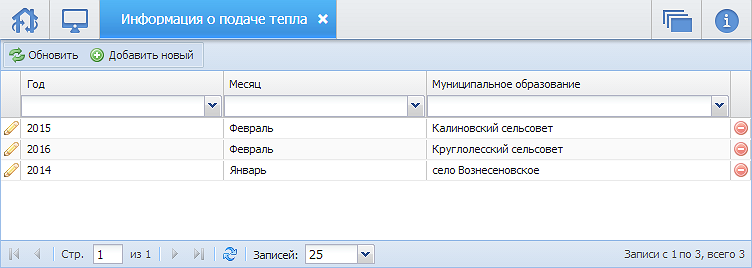 Информация о подаче тепла
Обновить Добавить новый
Год Месяц Муниципальное образование
2015 Февраль Калиновский сельсовет
2016 Февраль Круглолесский сельсовет
2014 Январь село Вознесеновское
Стр. 1 из 1 Записей: 25 Записи с 1 по 3, всего 3